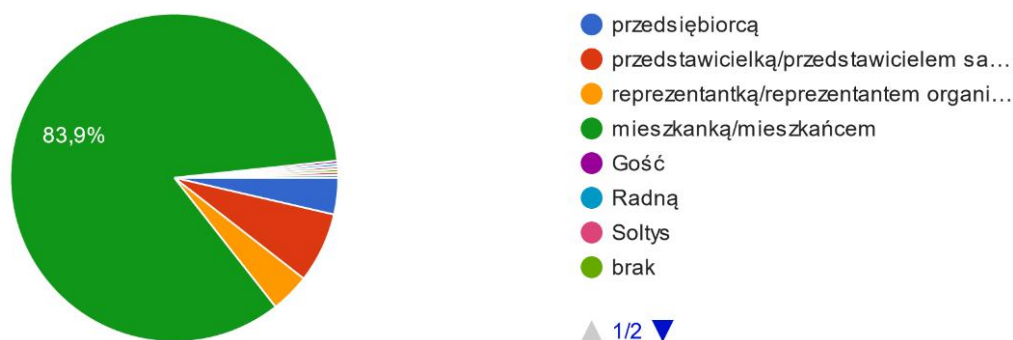 83,9%
przedsiębiorcą
przedstawicielką/przedstawicielem sa…
reprezentantką/reprezentantem organi…
mieszkanką/mieszkańcem
Gość
Radną
Soltys
brak
1/2